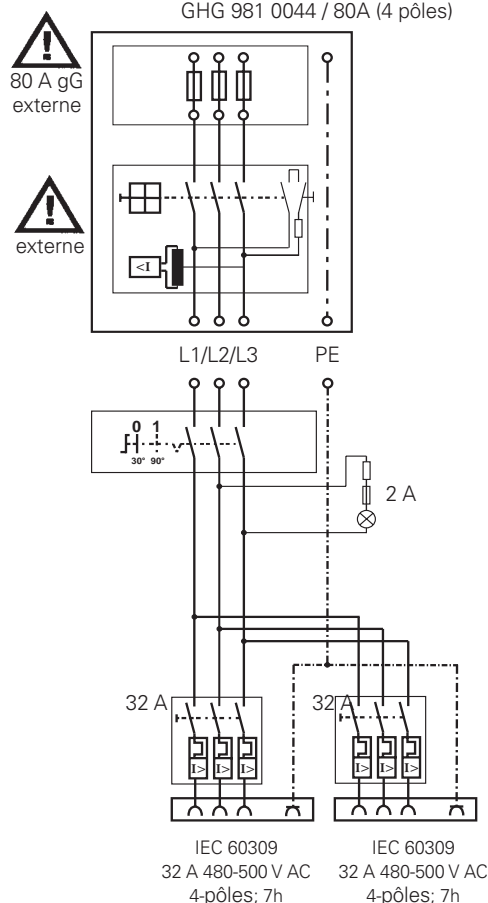 GHG 981 0044 / 80A (4 pôles)
80 A gG
externe
externe
<I
L1/L2/L3
PE
0 1
30° 90°
2 A
32 A
32 A
I> I> I>
I> I> I>
IEC 60309
32 A 480-500 V AC
4-pôles; 7h
IEC 60309
32 A 480-500 V AC
4-pôles; 7h